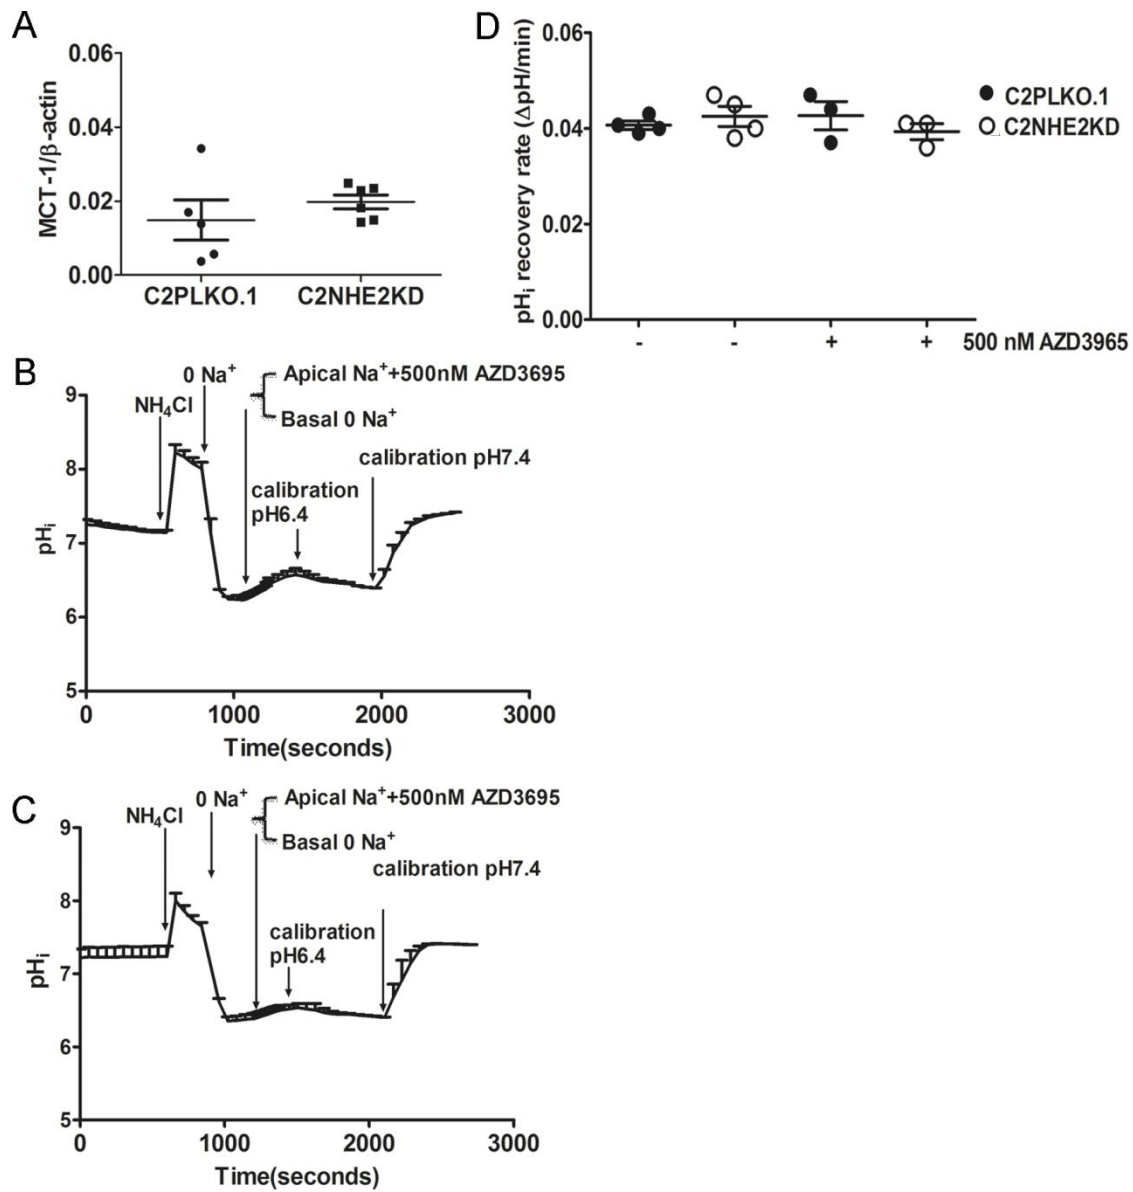 A
MCT-1/β-actin
0.06
0.04
0.02
0.00
C2PLKO.1 C2NHE2KD
D
pHi recovery rate (ΔpH/min)
0.06
0.04
0.02
0.00
- - + + 500 nM AZD3965
C2PLKO.1
C2NHE2KD
B
pHi
9
8
7
6
5
NH4Cl
0 Na+
Apical Na++500nM AZD3695
Basal 0 Na+
calibration
pH6.4
calibration pH7.4
0 1000 2000 3000
Time(seconds)
C
pHi
9
8
7
6
5
NH4Cl
0 Na+
Apical Na++500nM AZD3695
Basal 0 Na+
calibration pH7.4
calibration
pH6.4
0 1000 2000 3000
Time(seconds)